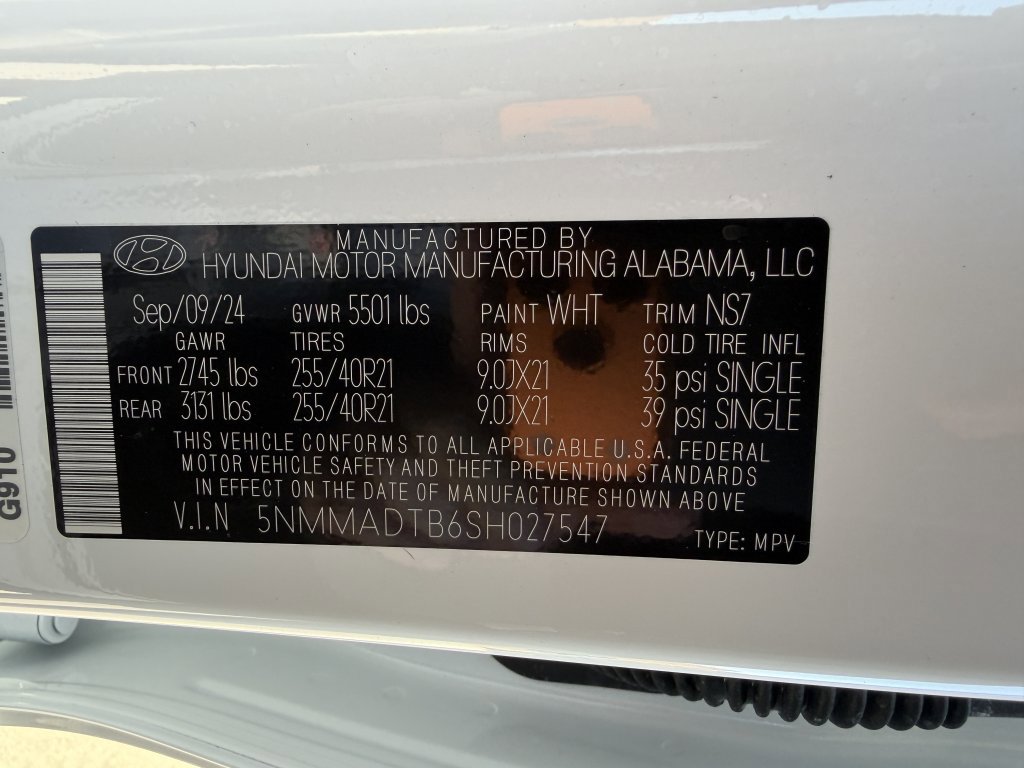 MANUFACTURED BY
HYUNDAI MOTOR MANUFACTURING ALABAMA, LLC
Sep/09/24 GVWR 5501 lbs PAINT WHT TRIM NS7
GAWR TIRES RIMS COLD TIRE INFL
FRONT 2745 lbs 255/40R21 9.0JX21 35 psi SINGLE
REAR 3131 lbs 255/40R21 9.0JX21 39 psi SINGLE
THIS VEHICLE CONFORMS TO ALL APPLICABLE U.S.A. FEDERAL
MOTOR VEHICLE SAFETY AND THEFT PREVENTION STANDARDS
IN EFFECT ON THE DATE OF MANUFACTURE SHOWN ABOVE
V.I.N 5NMMADTB6SH027547 TYPE: MPV
G910